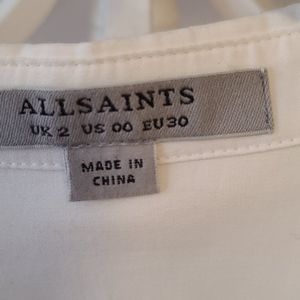 ALLSAINTS
UK 2 US 00 EU 30
MADE IN
CHINA